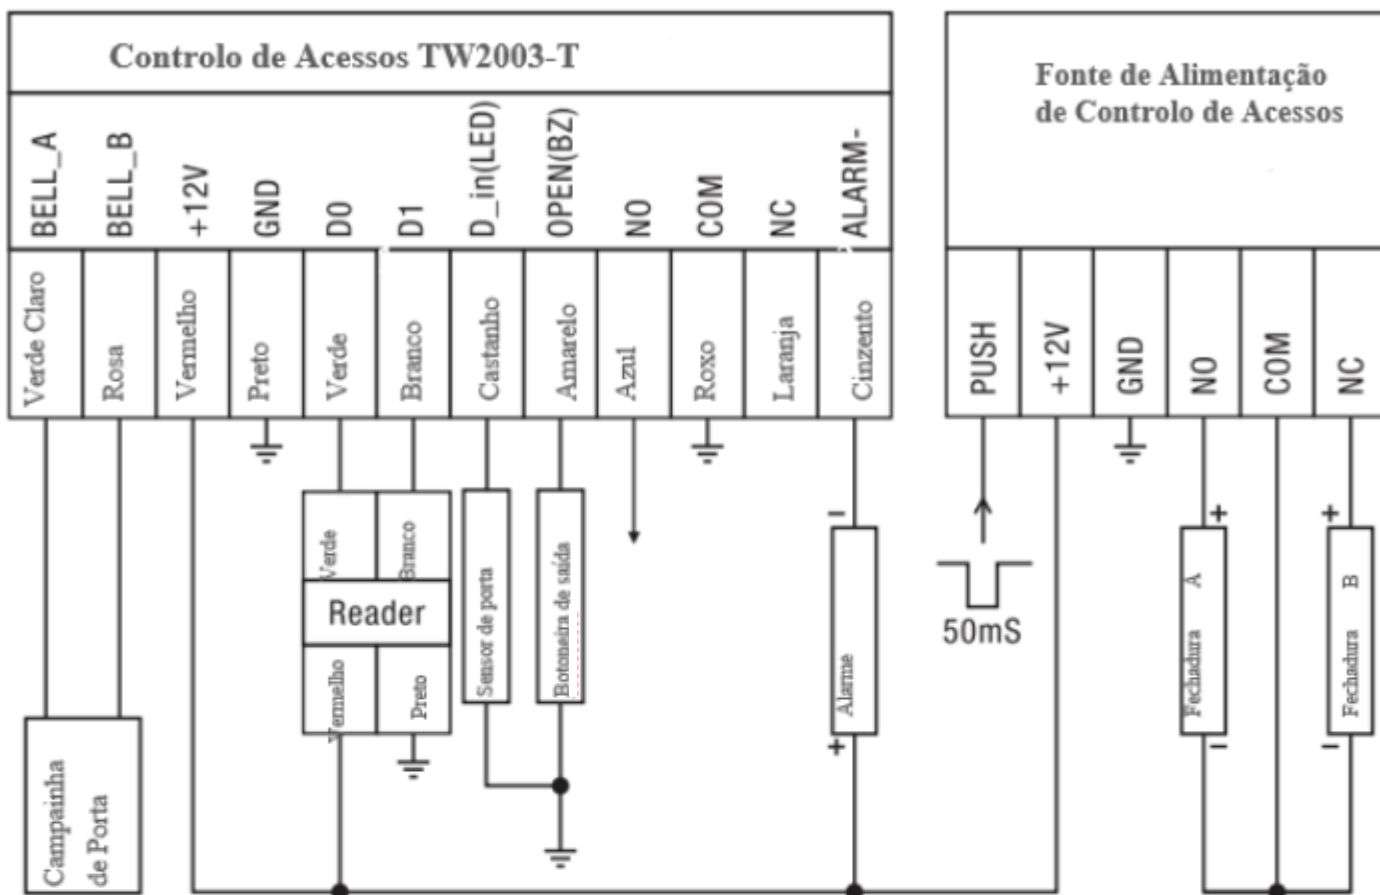 Controlo de Acessos TW2003-T
BELL_A
BELL_B
+12V
GND
D0
D1
D_in(LED)
OPEN(BZ)
NO
COM
NC
ALARM-
Verde Claro
Rosa
Vermelho
Preto
Verde
Branco
Castanho
Amarelo
Azul
Roxo
Laranja
Cinzento
Verde
Branco
Reader
Vermelho
Preto
Sensor de porta
Botoneira de saída
-
Alarme
+
Campainha
de Porta
Fonte de Alimentação
de Controlo de Acessos
PUSH
+12V
GND
NO
COM
NC
50mS
+
Fechadura A
-
+
Fechadura B
-